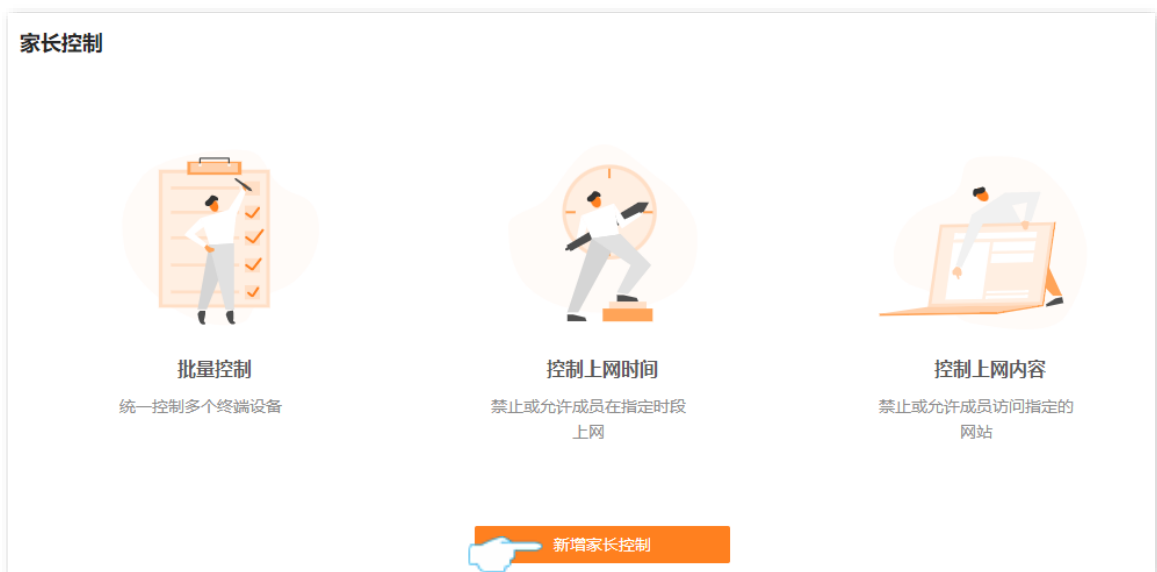 家长控制
批量控制
控制上网时间
控制上网内容
统一控制多个终端设备
禁止或允许成员在指定时段
上网
禁止或允许成员访问指定的
网站
新增家长控制